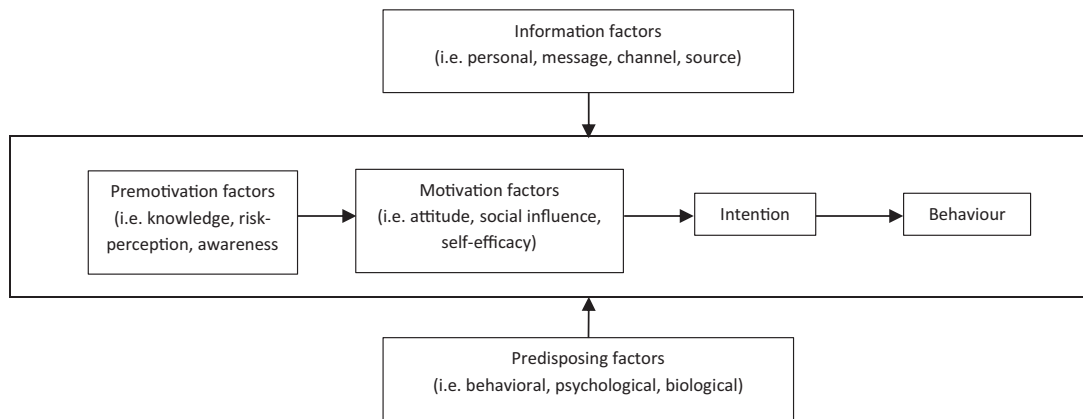 Information factors
(i.e. personal, message, channel, source)
Premotivation factors
(i.e. knowledge, risk-
perception, awareness
Motivation factors
(i.e. attitude, social influence,
self-efficacy)
Intention
Behaviour
Predisposing factors
(i.e. behavioral, psychological, biological)